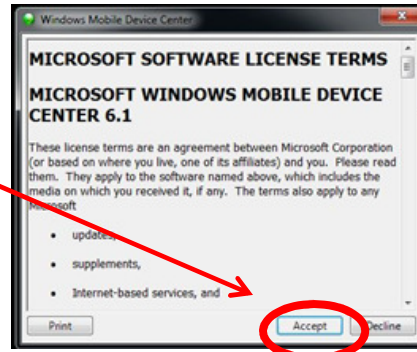 Windows Mobile Device Center
MICROSOFT SOFTWARE LICENSE TERMS
MICROSOFT WINDOWS MOBILE DEVICE
CENTER 6.1
These license terms are an agreement between Microsoft Corporation
(or based on where you live, one of its affiliates) and you. Please read
them. They apply to the software named above, which includes the
media on which you received it, if any. The terms also apply to any
Microsoft
• updates,
• supplements,
• Internet-based services, and
Print Accept Decline